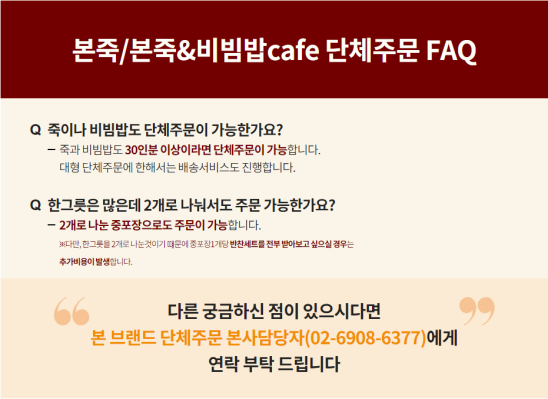 본죽/본죽&비빔밥cafe 단체주문 FAQ
Q 죽이나 비빔밥도 단체주문이 가능한가요?
– 죽과 비빔밥도 30인분 이상이라면 단체주문이 가능합니다.
대형 단체주문에 한해서는 배송서비스도 진행합니다.
Q 한그릇은 많은데 2개로 나눠서도 주문 가능한가요?
– 2개로 나눈 중포장으로도 주문이 가능합니다.
※다만, 한그릇을 2개로 나눈것이기 때문에 중포장1개당 반찬세트를 전부 받아보고 싶으실 경우는
추가비용이 발생합니다.
“ 다른 궁금하신 점이 있으시다면 ”
본 브랜드 단체주문 본사담당자(02-6908-6377)에게
연락 부탁 드립니다